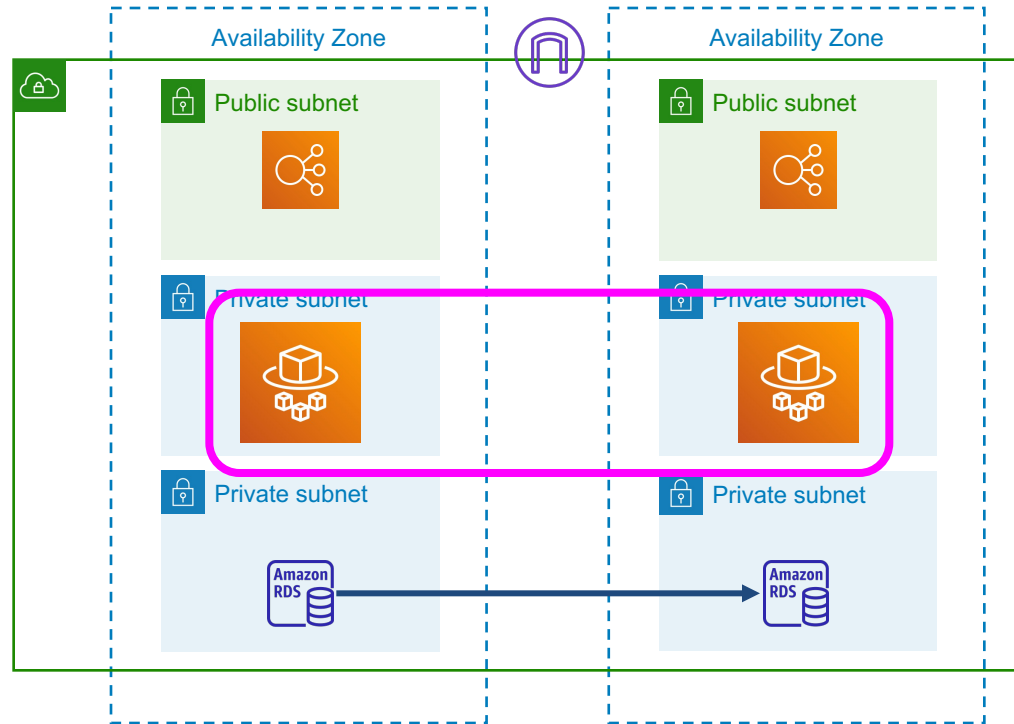 Availability Zone
Availability Zone
Public subnet
Public subnet
Private subnet
Private subnet
Private subnet
Private subnet
Amazon
RDS
Amazon
RDS